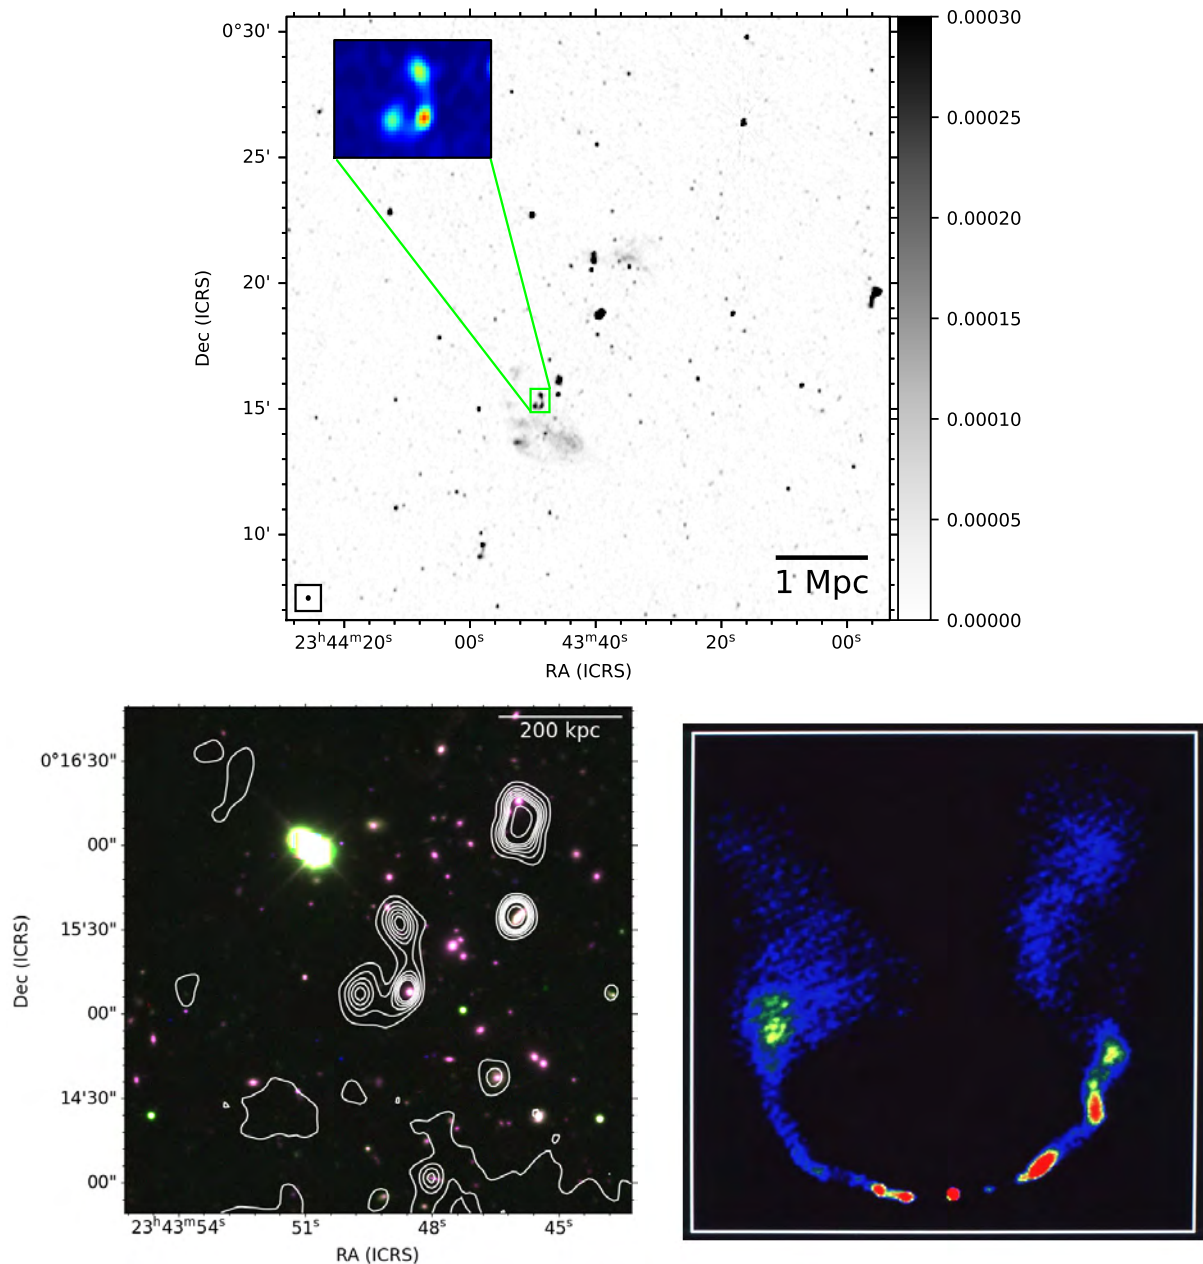 0°30'
25'
20'
15'
10'
Dec (ICRS)
1 Mpc
23ʰ44ᵐ20ˢ
00ˢ
43ᵐ40ˢ
20ˢ
00ˢ
RA (ICRS)
0.00030
0.00025
0.00020
0.00015
0.00010
0.00005
0.00000
200 kpc
0°16'30"
00"
15'30"
00"
14'30"
00"
Dec (ICRS)
23ʰ43ᵐ54ˢ
51ˢ
48ˢ
45ˢ
RA (ICRS)